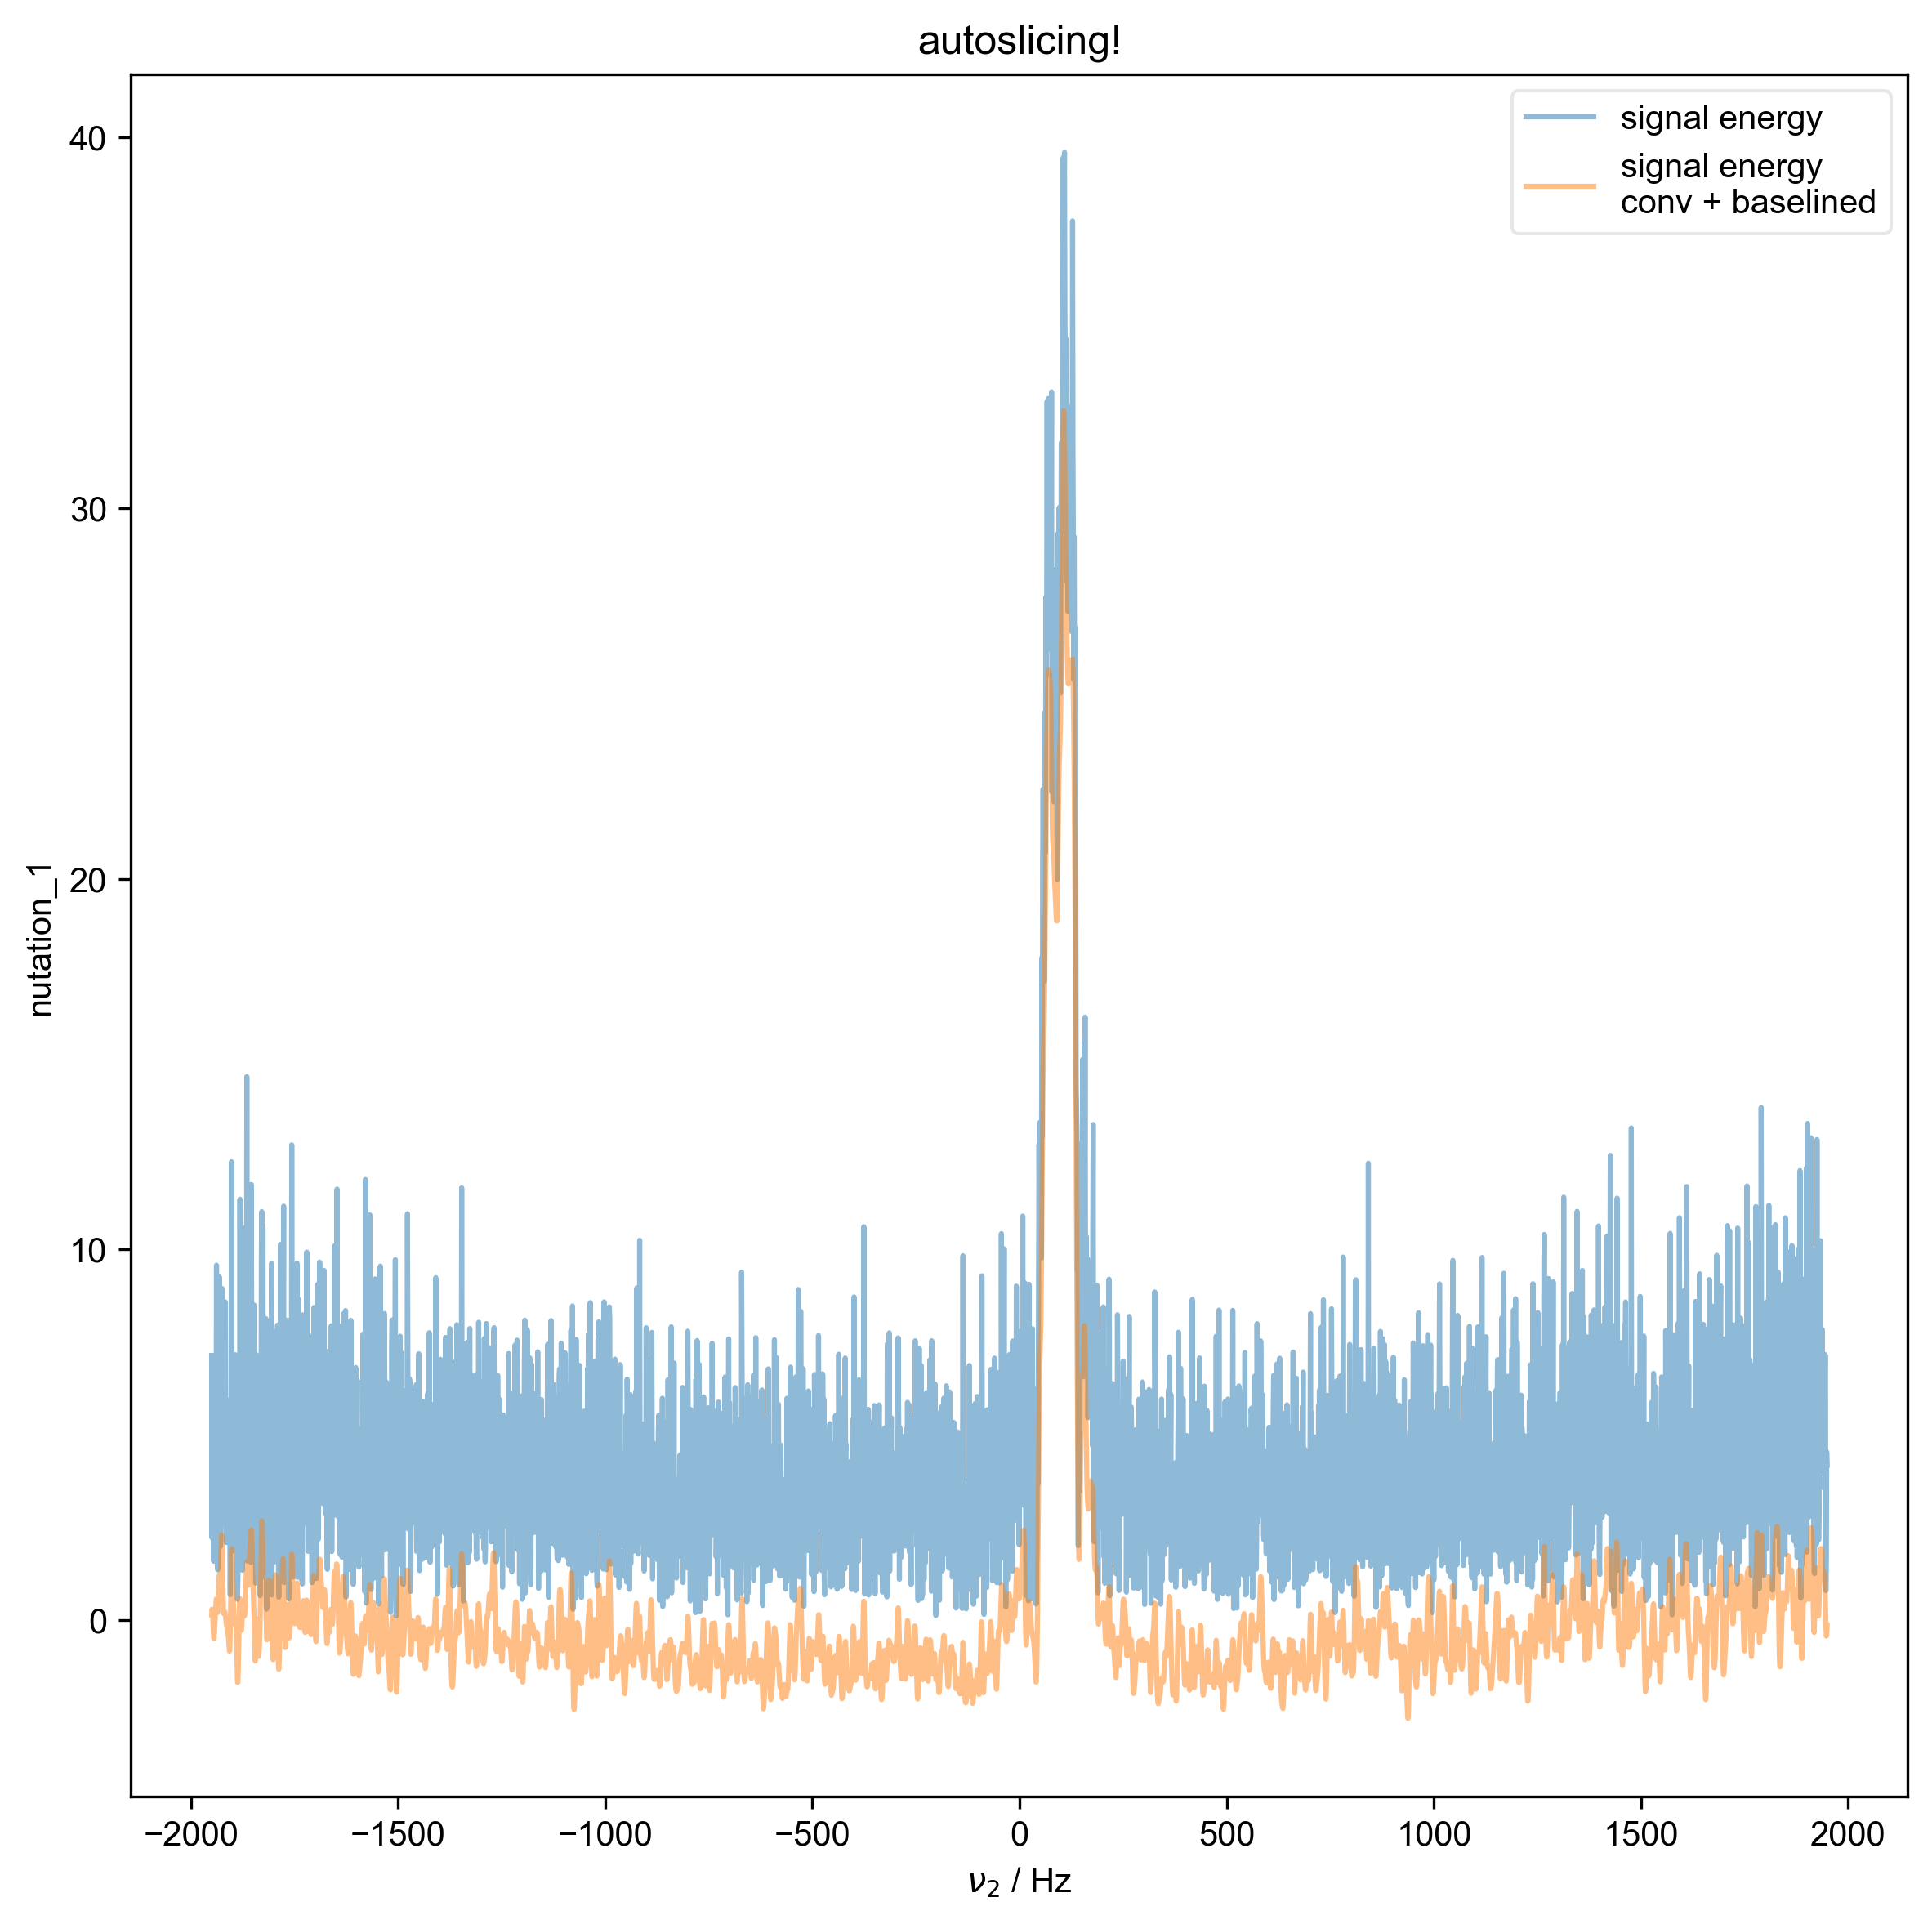 autoslicing!
signal energy
signal energy
conv + baselined
nutation_1
40
30
20
10
0
−2000
−1500
−1000
−500
0
500
1000
1500
2000
ν₂ / Hz